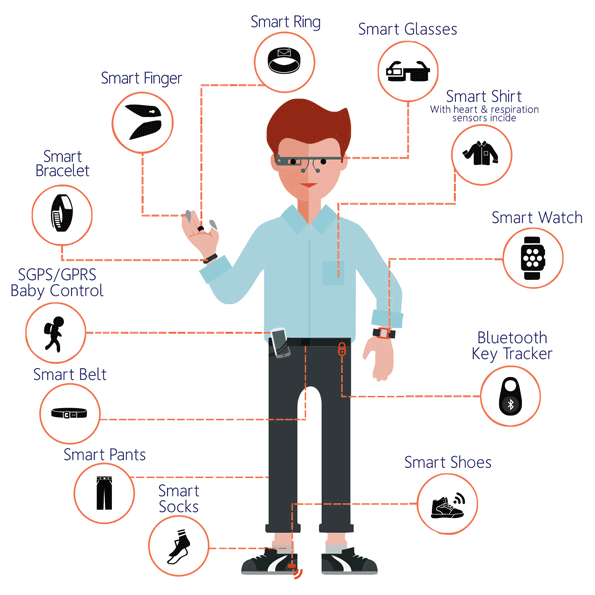 Smart Ring
Smart Glasses
Smart Finger
Smart Shirt
With heart & respiration
sensors incide
Smart
Bracelet
Smart Watch
SGPS/GPRS
Baby Control
Bluetooth
Key Tracker
Smart Belt
Smart Pants
Smart Shoes
Smart
Socks